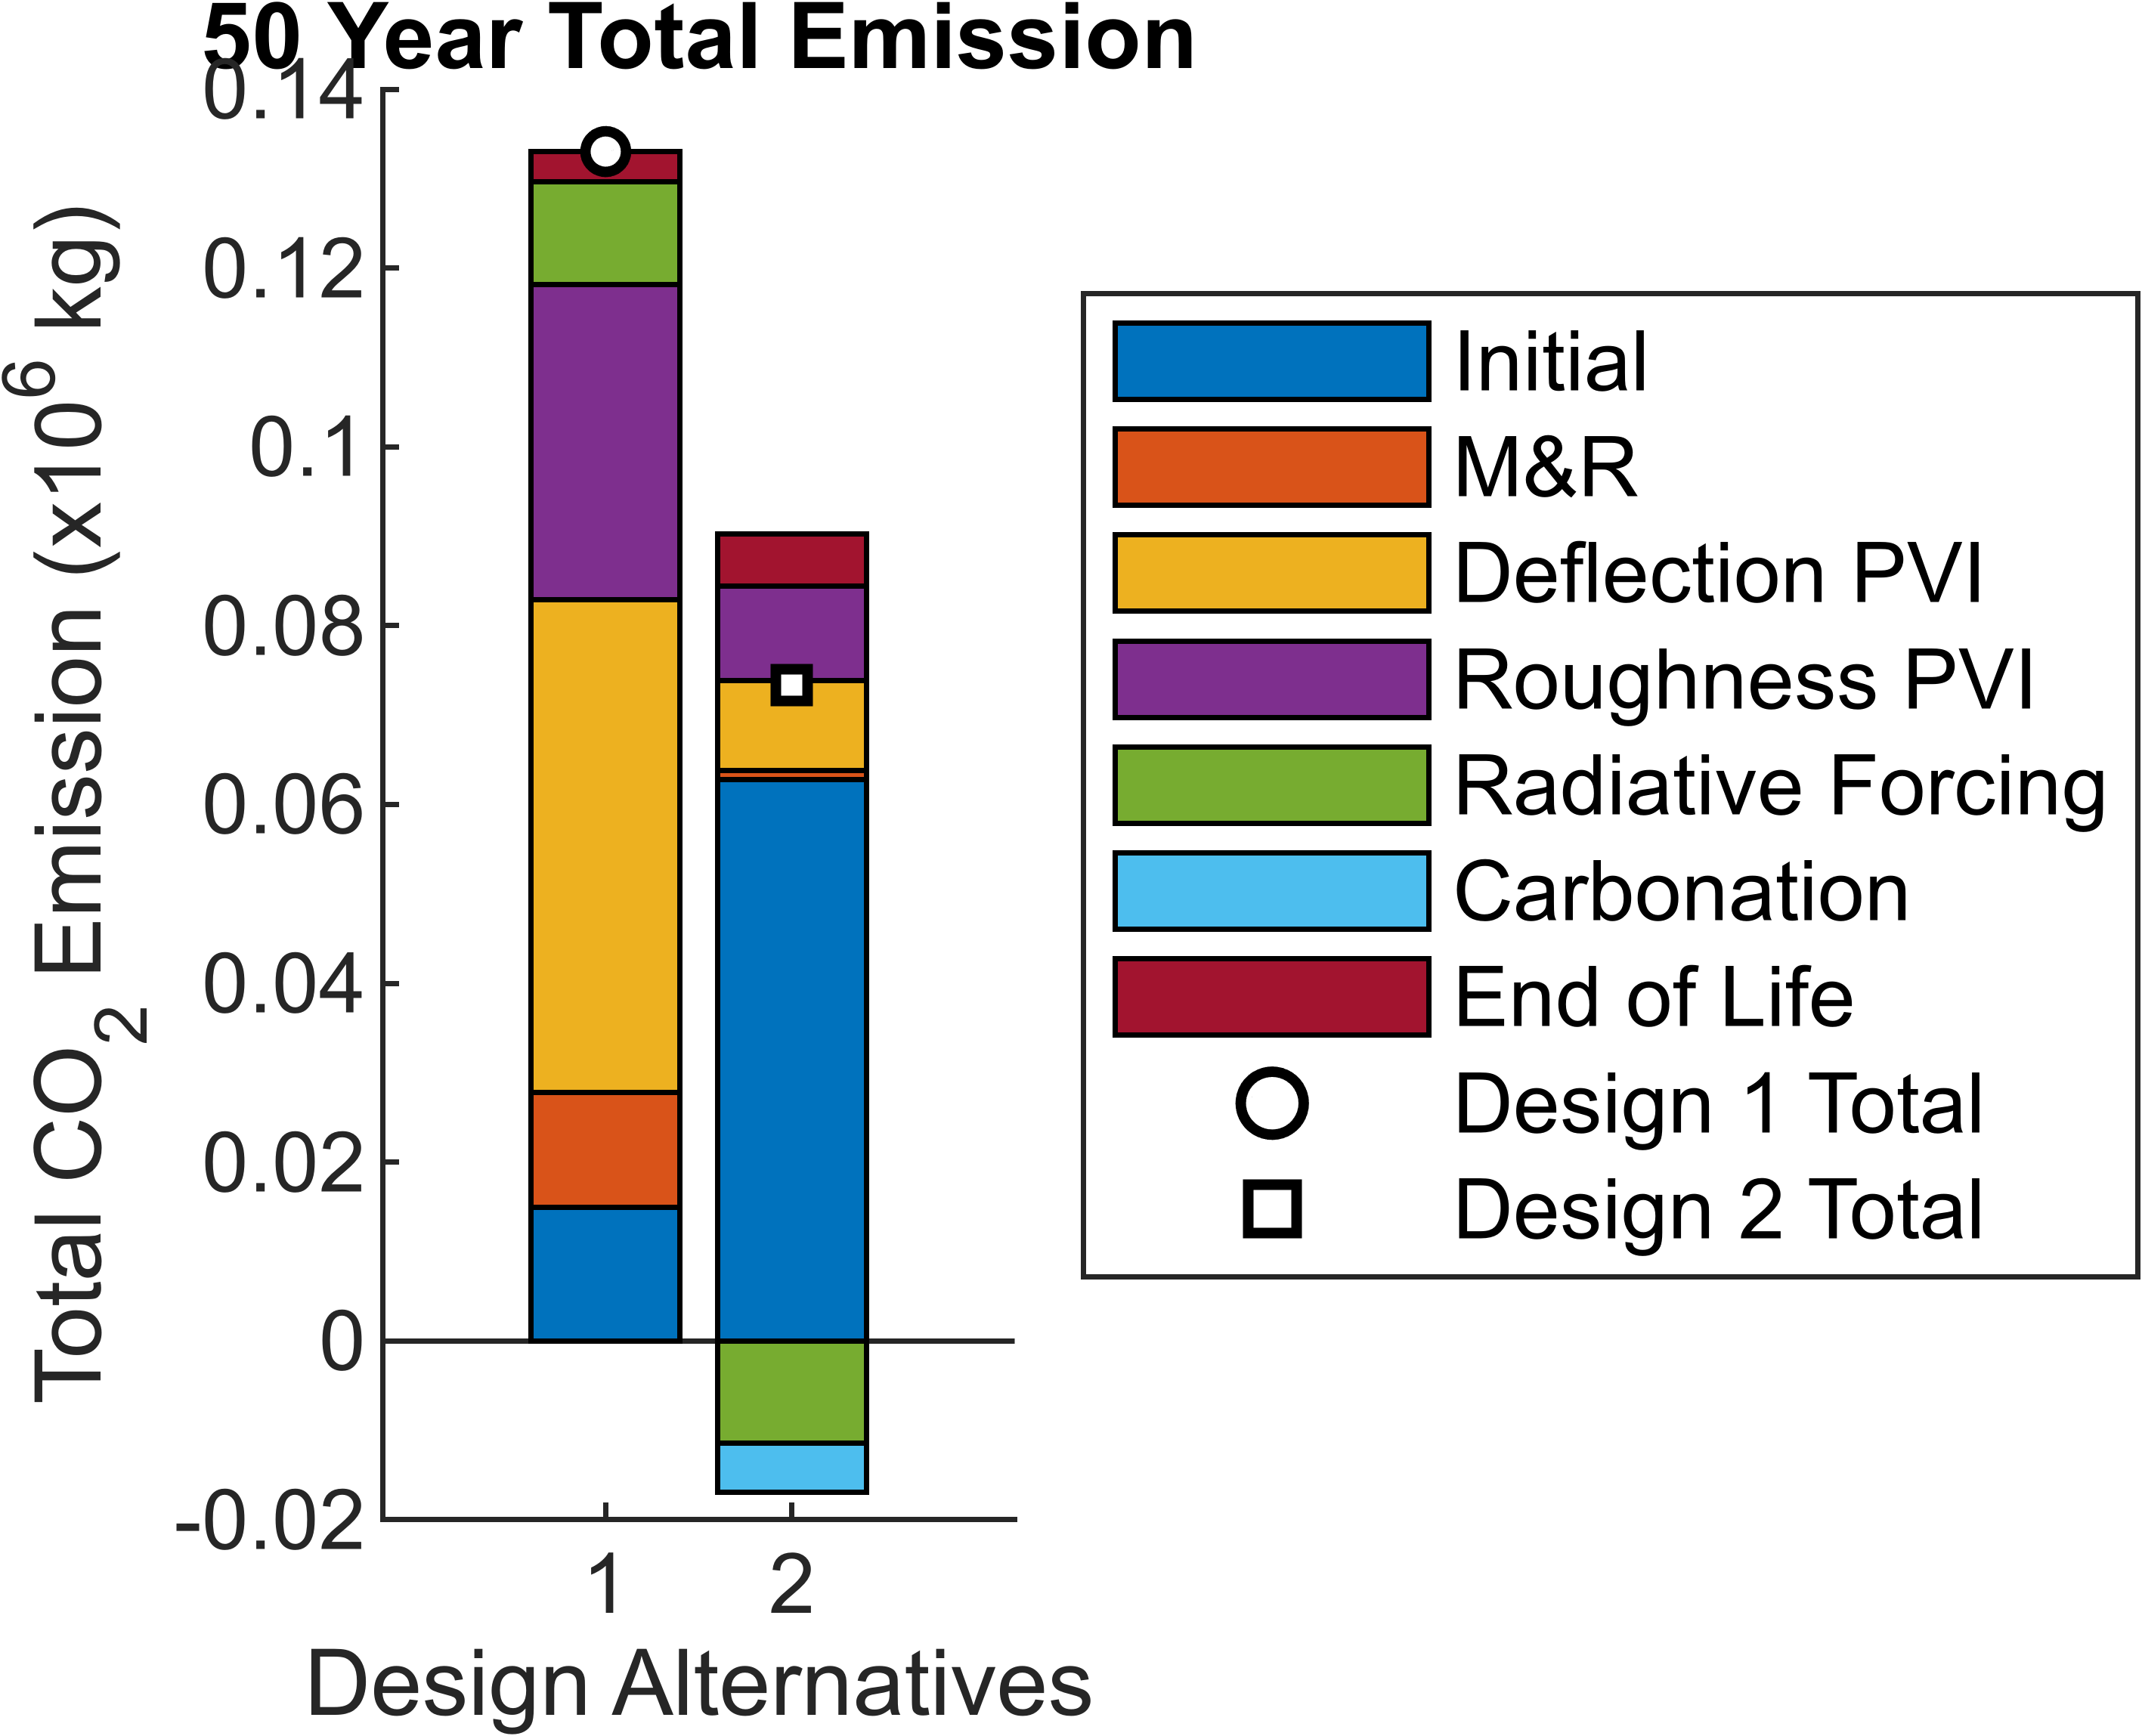 50 Year Total Emission
Total CO2 Emission (x10^6 kg)
0.14
0.12
0.1
0.08
0.06
0.04
0.02
0
-0.02
1 2
Design Alternatives
Initial
M&R
Deflection PVI
Roughness PVI
Radiative Forcing
Carbonation
End of Life
Design 1 Total
Design 2 Total